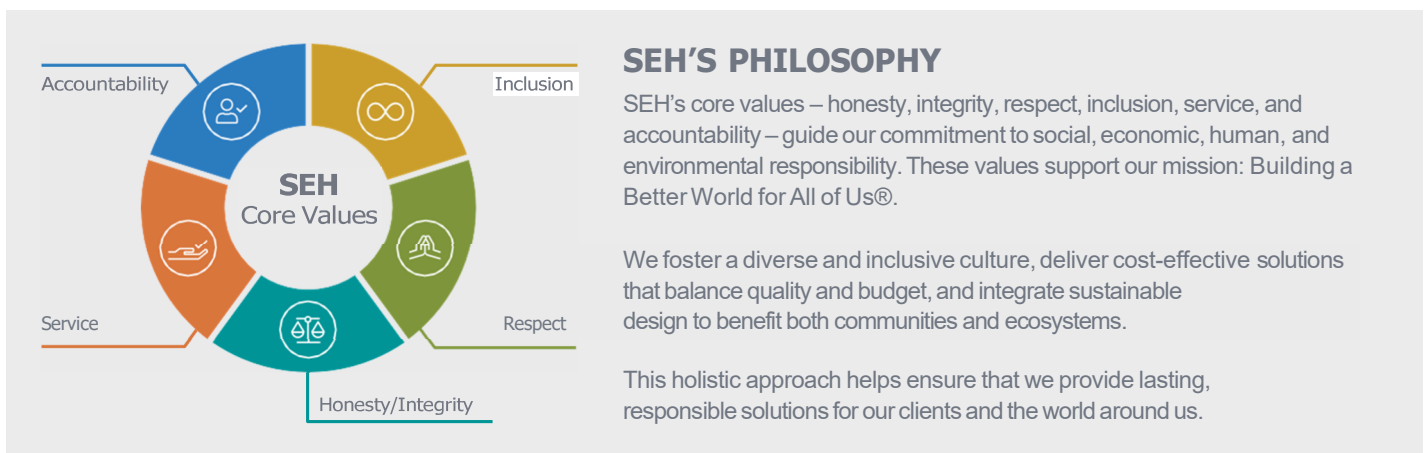 Accountability
Inclusion
SEH
Core Values
Service
Respect
Honesty/Integrity
SEH’S PHILOSOPHY
SEH’s core values – honesty, integrity, respect, inclusion, service, and
accountability – guide our commitment to social, economic, human, and
environmental responsibility. These values support our mission: Building a
Better World for All of Us®.
We foster a diverse and inclusive culture, deliver cost-effective solutions
that balance quality and budget, and integrate sustainable
design to benefit both communities and ecosystems.
This holistic approach helps ensure that we provide lasting,
responsible solutions for our clients and the world around us.